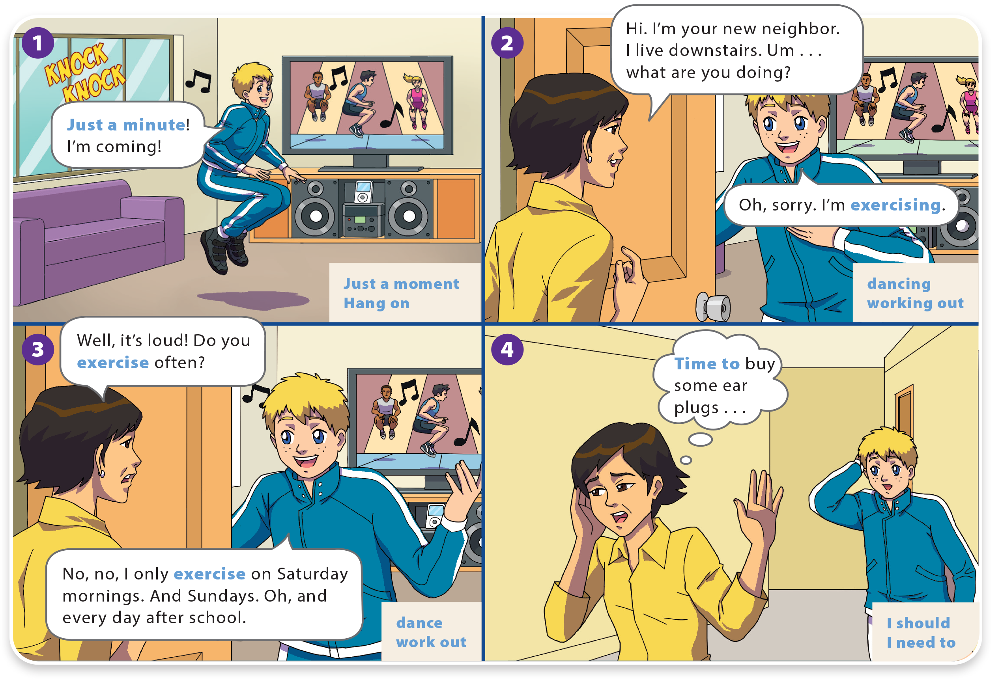 1
KNOCK
KNOCK
Just a minute!
I'm coming!
Just a moment
Hang on
2
Hi. I'm your new neighbor.
I live downstairs. Um . . .
what are you doing?
Oh, sorry. I'm exercising.
dancing
working out
3
Well, it's loud! Do you
exercise often?
No, no, I only exercise on Saturday
mornings. And Sundays. Oh, and
every day after school.
dance
work out
4
Time to buy
some ear
plugs . . .
I should
I need to